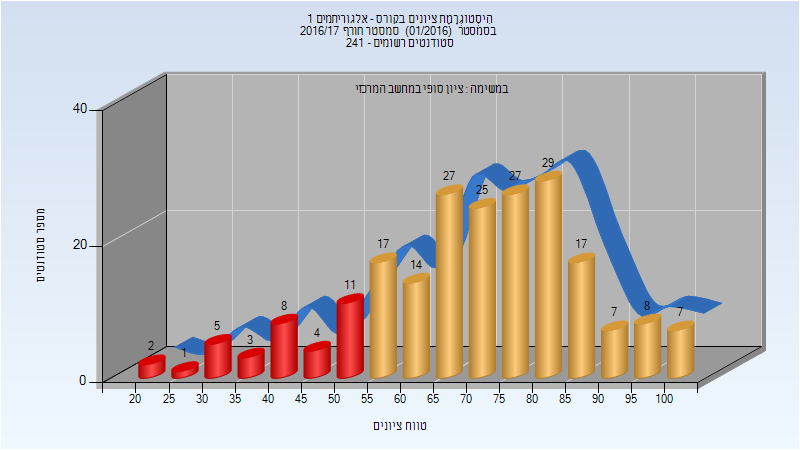 היסטוגרמת ציונים בקורס - אלגוריתמים 1
בסמסטר (01/2016) סמסטר חורף 2016/17
סטודנטים רשומים - 241
במשימה : ציון סופי במחשב המרכזי
מספר סטודנטים
40
20
0
2
1
5
3
8
4
11
17
14
27
25
27
29
17
7
8
7
20 25 30 35 40 45 50 55 60 65 70 75 80 85 90 95 100
טווח ציונים